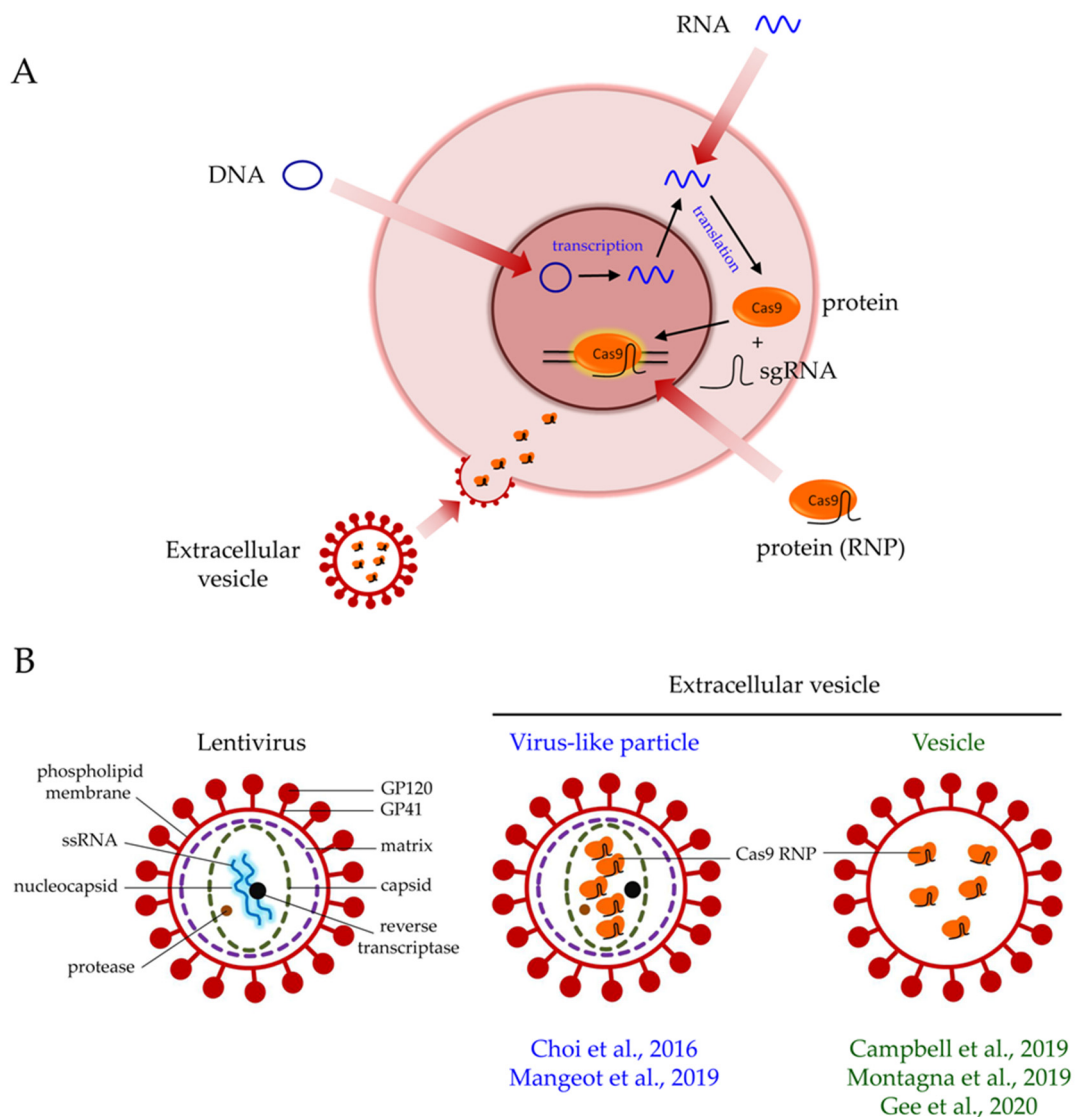 A
RNA
DNA
transcription
translation
Cas9
protein
+
sgRNA
Cas9
Cas9
protein (RNP)
Extracellular
vesicle
B
Extracellular vesicle
Lentivirus
Virus-like particle
Vesicle
phospholipid
membrane
GP120
GP41
ssRNA
matrix
nucleocapsid
capsid
reverse
transcriptase
protease
Cas9 RNP
Choi et al., 2016
Mangeot et al., 2019
Campbell et al., 2019
Montagna et al., 2019
Gee et al., 2020